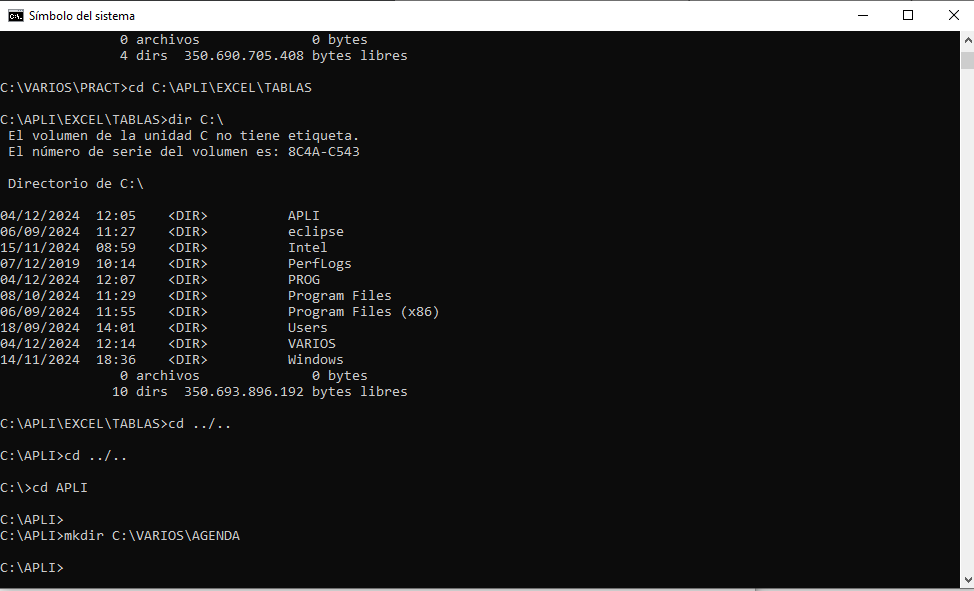 Símbolo del sistema
0 archivos 0 bytes
4 dirs 350.690.705.408 bytes libres
C:\VARIOS\PRACT>cd C:\APLI\EXCEL\TABLAS
C:\APLI\EXCEL\TABLAS>dir C:\
El volumen de la unidad C no tiene etiqueta.
El número de serie del volumen es: 8C4A-C543
Directorio de C:\
04/12/2024 12:05 <DIR> APLI
06/09/2024 11:27 <DIR> eclipse
15/11/2024 08:59 <DIR> Intel
07/12/2019 10:14 <DIR> PerfLogs
04/12/2024 12:07 <DIR> PROG
08/10/2024 11:29 <DIR> Program Files
06/09/2024 11:55 <DIR> Program Files (x86)
18/09/2024 14:01 <DIR> Users
04/12/2024 12:14 <DIR> VARIOS
14/11/2024 18:36 <DIR> Windows
0 archivos 0 bytes
10 dirs 350.693.896.192 bytes libres
C:\APLI\EXCEL\TABLAS>cd ../..
C:\APLI>cd ../..
C:\>cd APLI
C:\APLI>
C:\APLI>mkdir C:\VARIOS\AGENDA
C:\APLI>